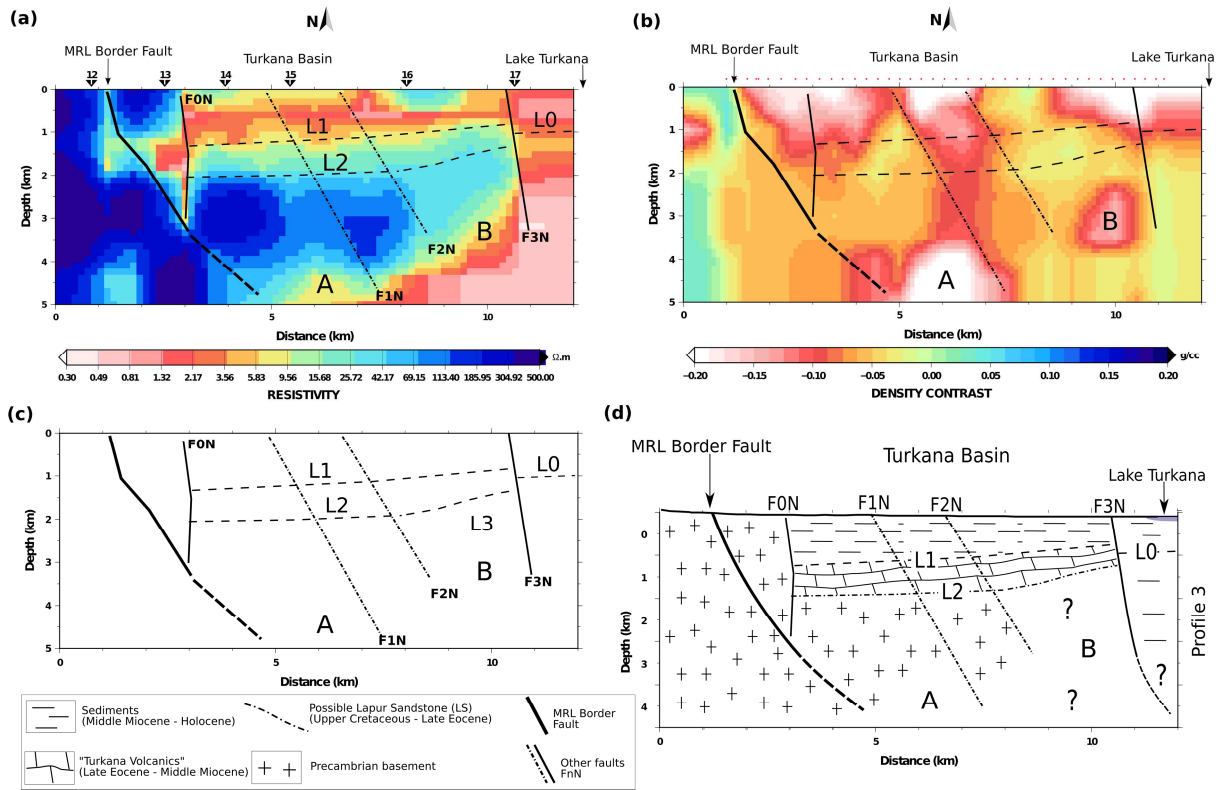 (a)
N
MRL Border Fault
Turkana Basin
Lake Turkana
12 13 14 15 16 17
F0N
L1
L0
L2
B
F2N
F3N
A
F1N
0
1
2
3
4
5
Depth (km)
0 5 10
Distance (km)
Ω.m
0.30 0.49 0.81 1.32 2.17 3.56 5.83 9.56 15.68 25.72 42.17 69.15 113.40 185.95 304.92 500.00
RESISTIVITY
(b)
N
MRL Border Fault
Turkana Basin
Lake Turkana
B
A
0
1
2
3
4
5
Depth (km)
0 5 10
Distance (km)
g/cc
−0.20 −0.15 −0.10 −0.05 0.00 0.05 0.10 0.15 0.20
DENSITY CONTRAST
(c)
F0N
L1
L0
L2
L3
B
F2N
F3N
A
F1N
0
1
2
3
4
5
Depth (km)
0 5 10
Distance (km)
(d)
MRL Border Fault
Turkana Basin
Lake Turkana
F0N F1N F2N F3N
L1
L0
L2
?
B
A
?
?
0
1
2
3
4
Depth (km)
0 5 10
Distance (km)
Profile 3
Sediments
(Middle Miocene - Holocene)
Possible Lapur Sandstone (LS)
(Upper Cretaceous - Late Eocene)
MRL Border
Fault
"Turkana Volcanics"
(Late Eocene - Middle Miocene)
Precambrian basement
Other faults
FnN